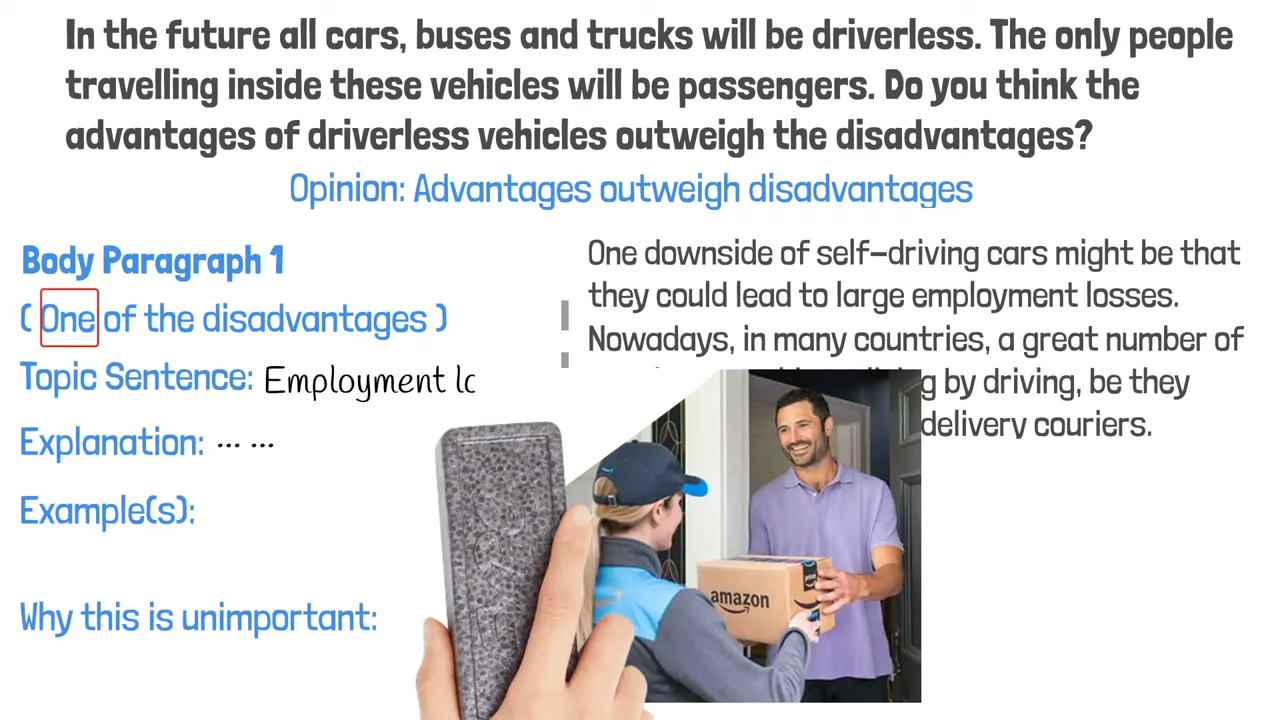 In the future all cars, buses and trucks will be driverless. The only people
travelling inside these vehicles will be passengers. Do you think the
advantages of driverless vehicles outweigh the disadvantages?
Opinion: Advantages outweigh disadvantages
Body Paragraph 1
( One of the disadvantages )
Topic Sentence: Employment
Explanation: ... ...
Example(s):
Why this is unimportant:
One downside of self-driving cars might be that
they could lead to large employment losses.
Nowadays, in many countries, a great number of
by driving, be they
delivery couriers.
amazon